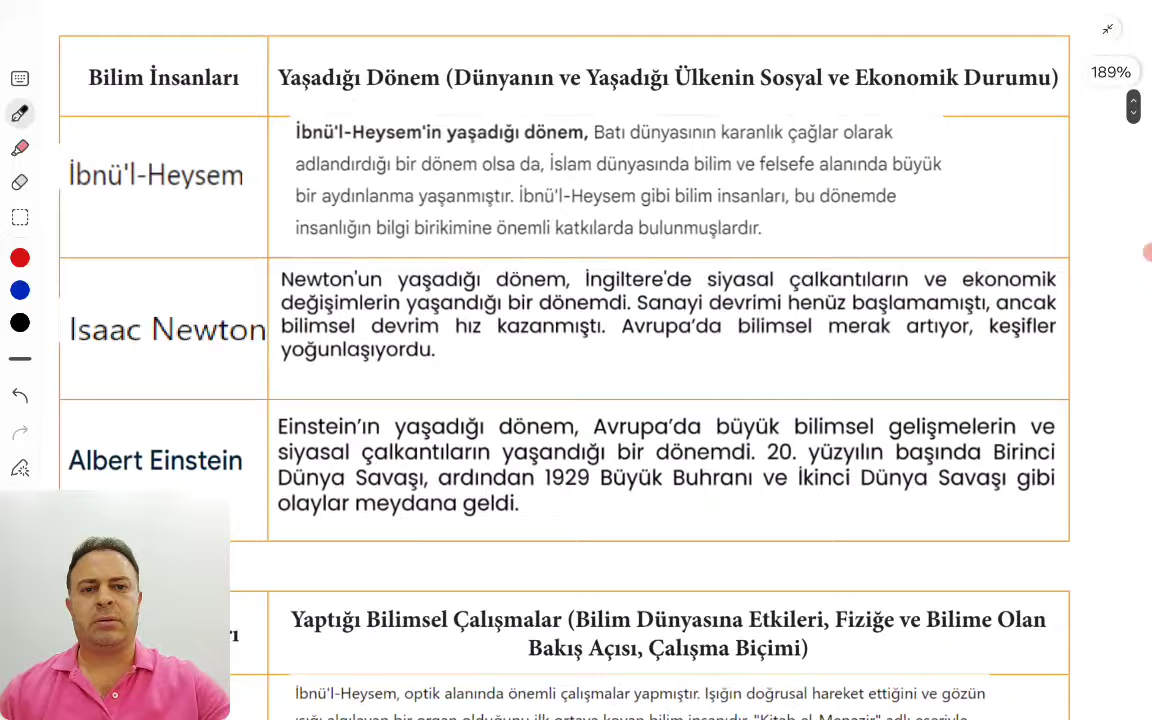 189%
Bilim İnsanları
Yaşadığı Dönem (Dünyanın ve Yaşadığı Ülkenin Sosyal ve Ekonomik Durumu)
İbnü'l-Heysem
İbnü'l-Heysem'in yaşadığı dönem, Batı dünyasının karanlık çağlar olarak
adlandırdığı bir dönem olsa da, İslam dünyasında bilim ve felsefe alanında büyük
bir aydınlanma yaşanmıştır. İbnü'l-Heysem gibi bilim insanları, bu dönemde
insanlığın bilgi birikimine önemli katkılarda bulunmuşlardır.
Isaac Newton
Newton'un yaşadığı dönem, İngiltere'de siyasal çalkantıların ve ekonomik
değişimlerin yaşandığı bir dönemdi. Sanayi devrimi henüz başlamamıştı, ancak
bilimsel devrim hız kazanmıştı. Avrupa’da bilimsel merak artıyor, keşifler
yoğunlaşıyordu.
Albert Einstein
Einstein’ın yaşadığı dönem, Avrupa’da büyük bilimsel gelişmelerin ve
siyasal çalkantıların yaşandığı bir dönemdi. 20. yüzyılın başında Birinci
Dünya Savaşı, ardından 1929 Büyük Buhranı ve İkinci Dünya Savaşı gibi
olaylar meydana geldi.
Yaptığı Bilimsel Çalışmalar (Bilim Dünyasına Etkileri, Fiziğe ve Bilime Olan
Bakış Açısı, Çalışma Biçimi)
İbnü'l-Heysem, optik alanında önemli çalışmalar yapmıştır. Işığın doğrusal hareket ettiğini ve gözün